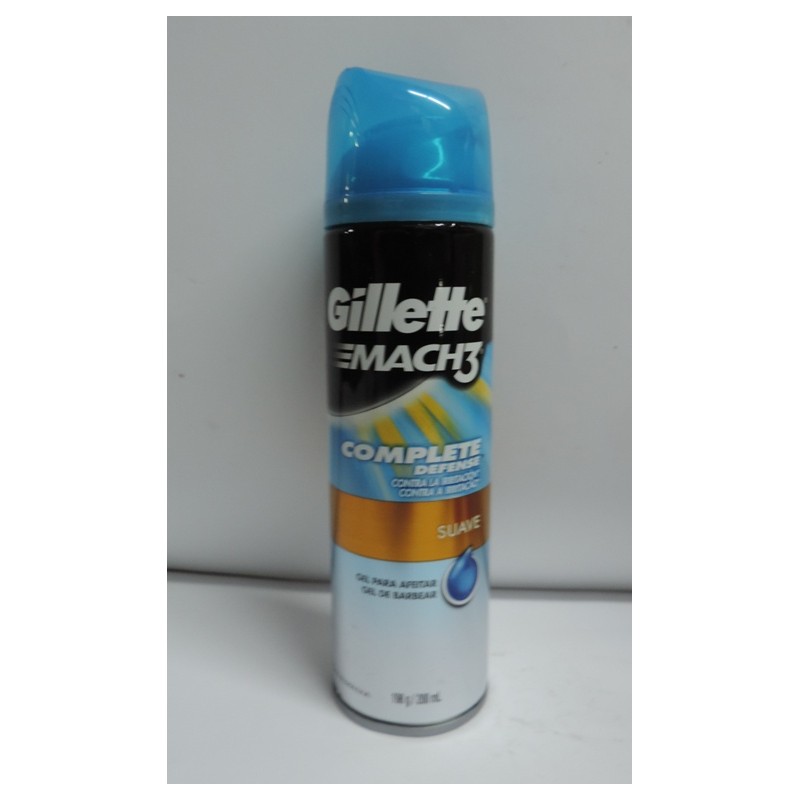 Gillette
MACH3
COMPLETE
DEFENSE
CONTRA LA IRRITACIÓN
CONTRA A IRRITAÇÃO
SUAVE
GEL PARA AFEITAR
GEL DE BARBEAR
198 g / 200 mL